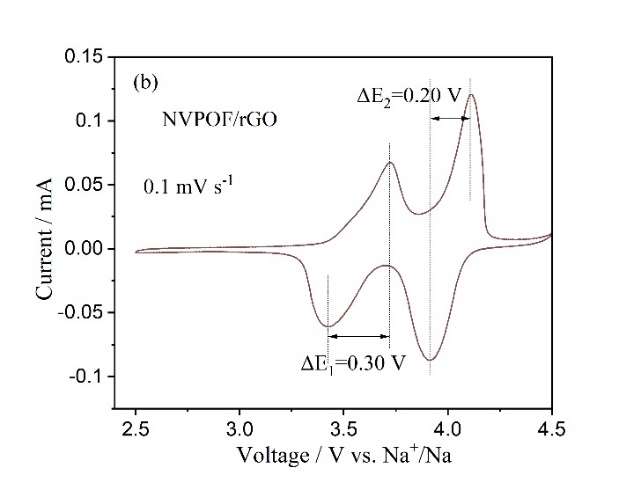 (b)
ΔE₂=0.20 V
NVPOF/rGO
0.1 mV s⁻¹
ΔE₁=0.30 V
Current / mA
0.15
0.1
0.05
0.00
-0.05
-0.1
2.5 3.0 3.5 4.0 4.5
Voltage / V vs. Na⁺/Na